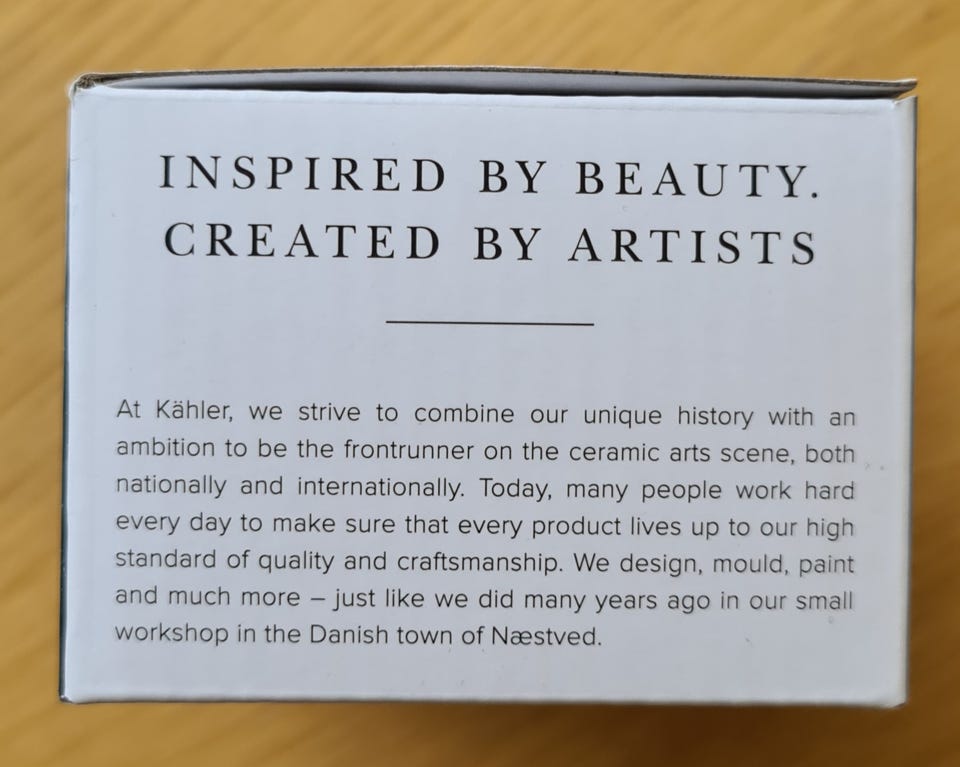 INSPIRED BY BEAUTY.
CREATED BY ARTISTS
At Kähler, we strive to combine our unique history with an
ambition to be the frontrunner on the ceramic arts scene, both
nationally and internationally. Today, many people work hard
every day to make sure that every product lives up to our high
standard of quality and craftsmanship. We design, mould, paint
and much more – just like we did many years ago in our small
workshop in the Danish town of Næstved.